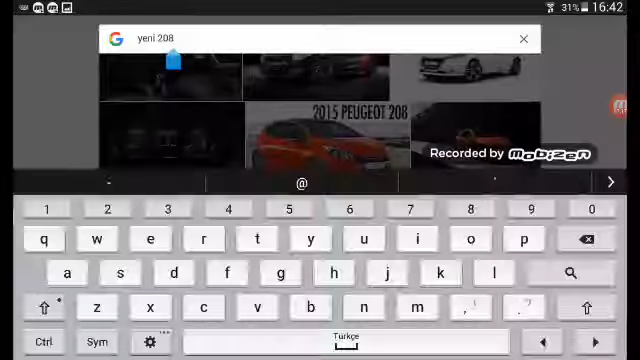 31% 16:42
G yeni 208 ×
2015 PEUGEOT 208
Recorded by MOBIZEN
- @ ' >
1 2 3 4 5 6 7 8 9 0
q w e r t y u i o p
a s d f g h j k l
z x c v b n m , ! . ?
Ctrl Sym Türkçe